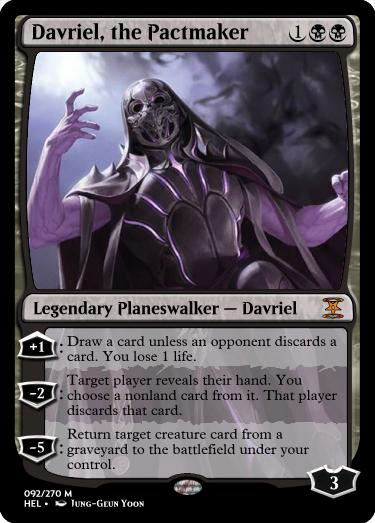 Davriel, the Pactmaker 1
Legendary Planeswalker — Davriel
+1: Draw a card unless an opponent discards a
card. You lose 1 life.
-2: Target player reveals their hand. You
choose a nonland card from it. That player
discards that card.
-5: Return target creature card from a
graveyard to the battlefield under your
control.
3
092/270 M
HEL • Jung-Geun Yoon